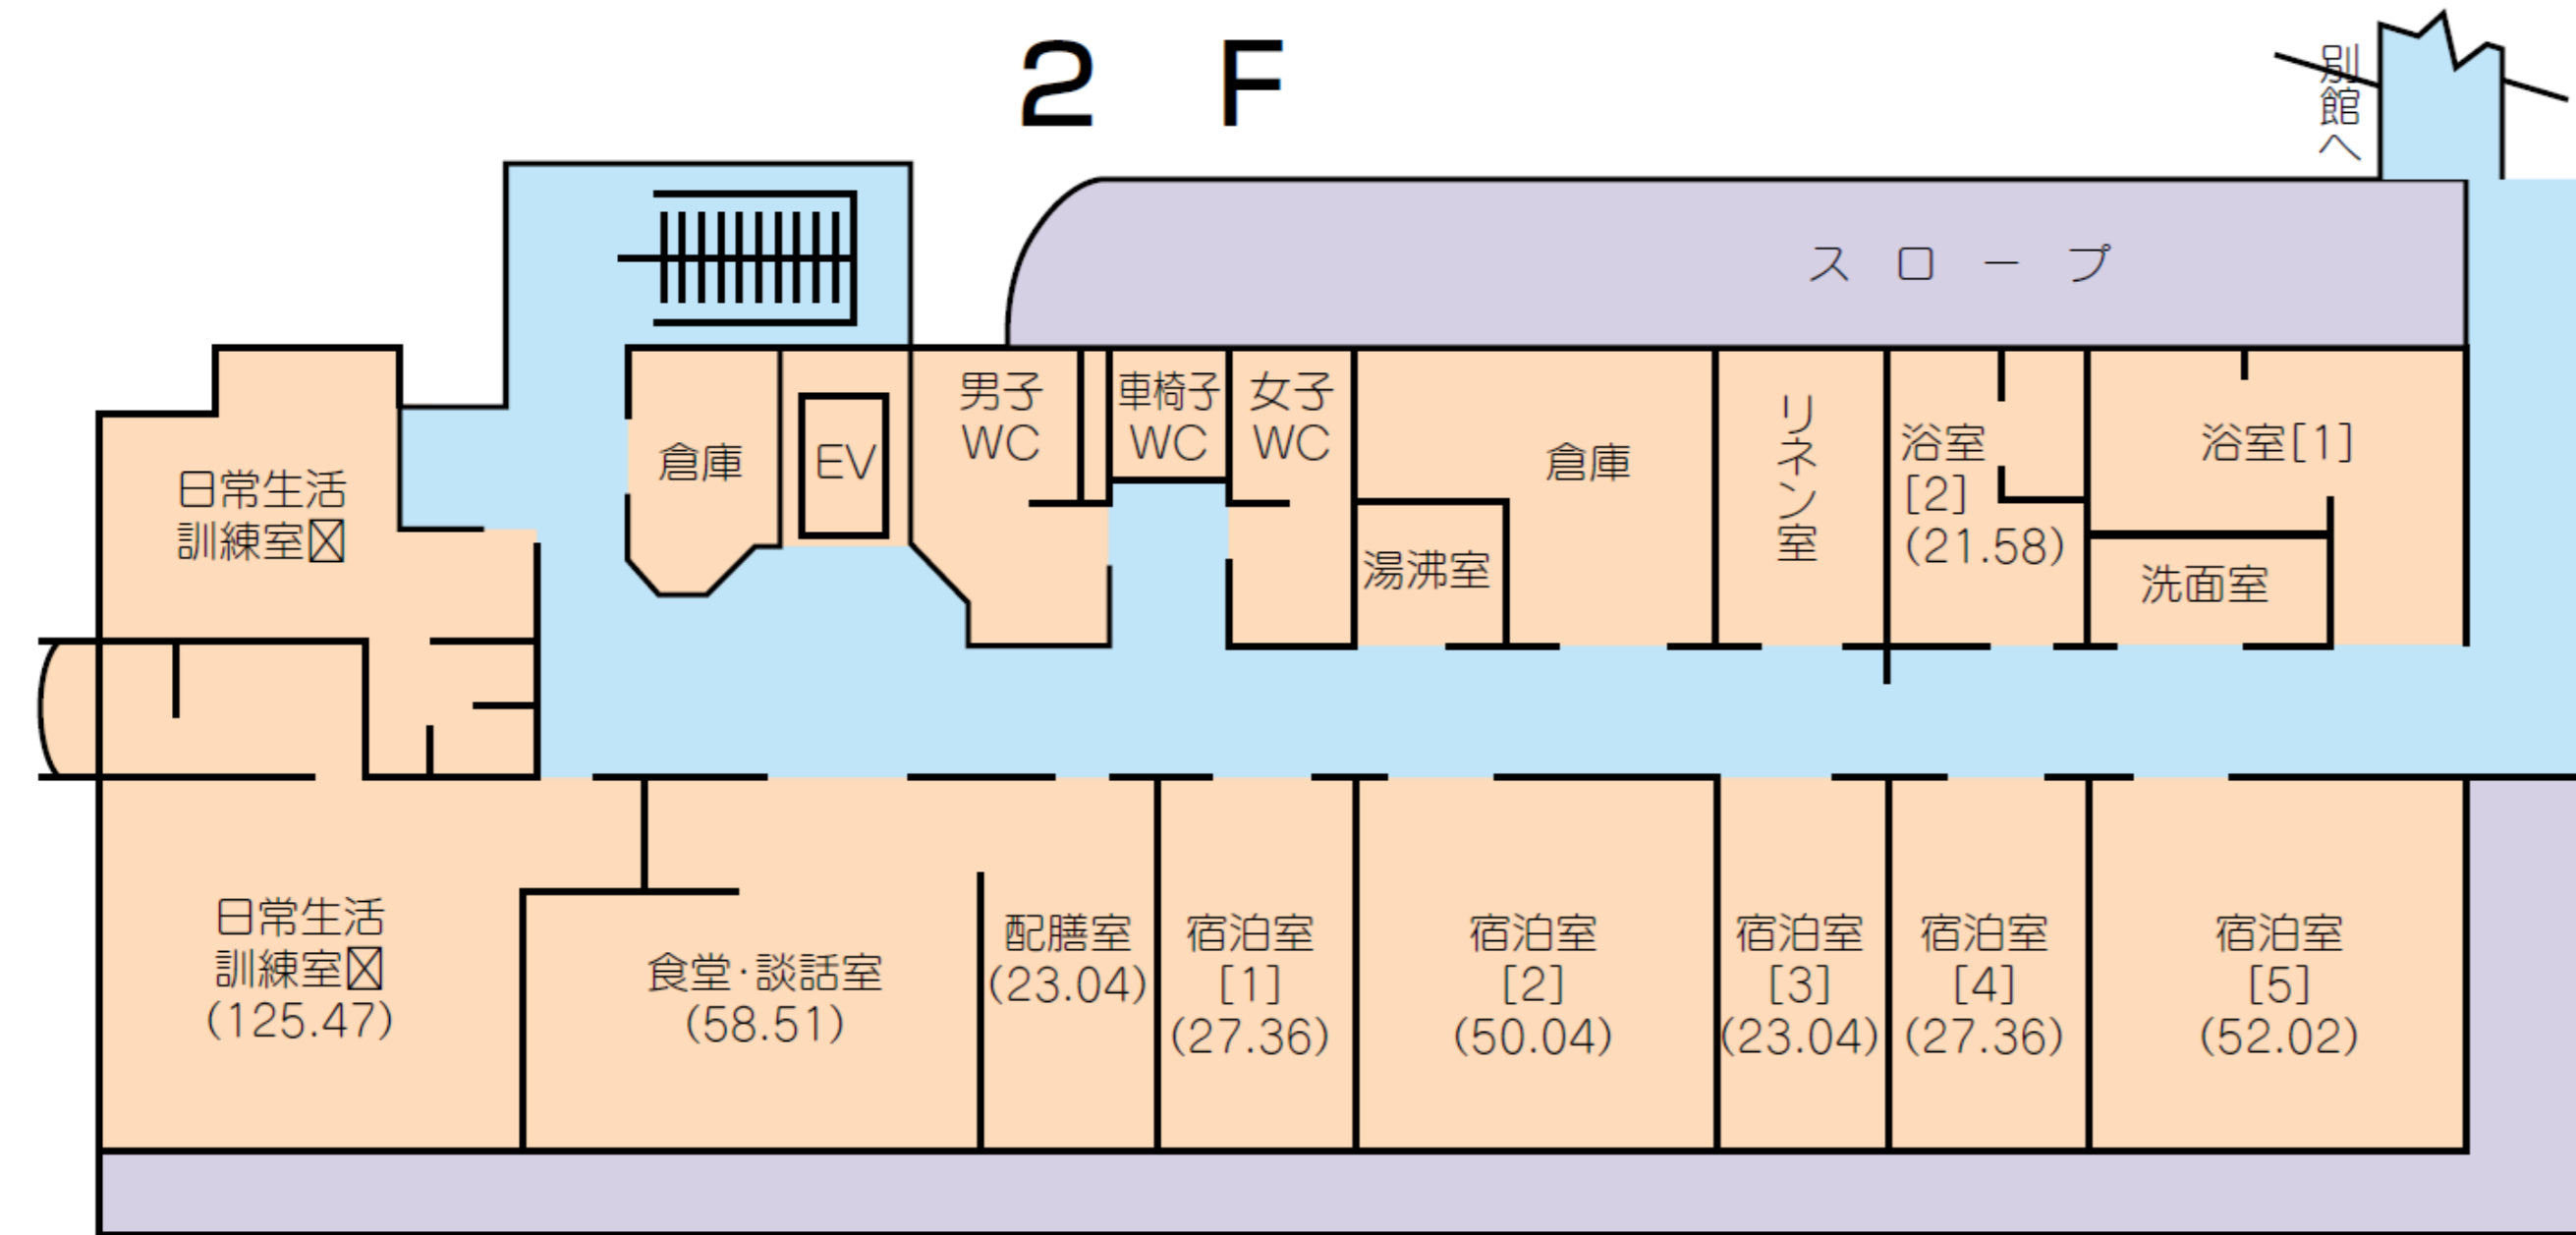 2 F
別館へ
スロープ
日常生活
訓練室
倉庫
EV
男子
WC
車椅子
WC
女子
WC
湯沸室
倉庫
リネン室
浴室
[2]
(21.58)
浴室[1]
洗面室
日常生活
訓練室
(125.47)
食堂・談話室
(58.51)
配膳室
(23.04)
宿泊室
[1]
(27.36)
宿泊室
[2]
(50.04)
宿泊室
[3]
(23.04)
宿泊室
[4]
(27.36)
宿泊室
[5]
(52.02)